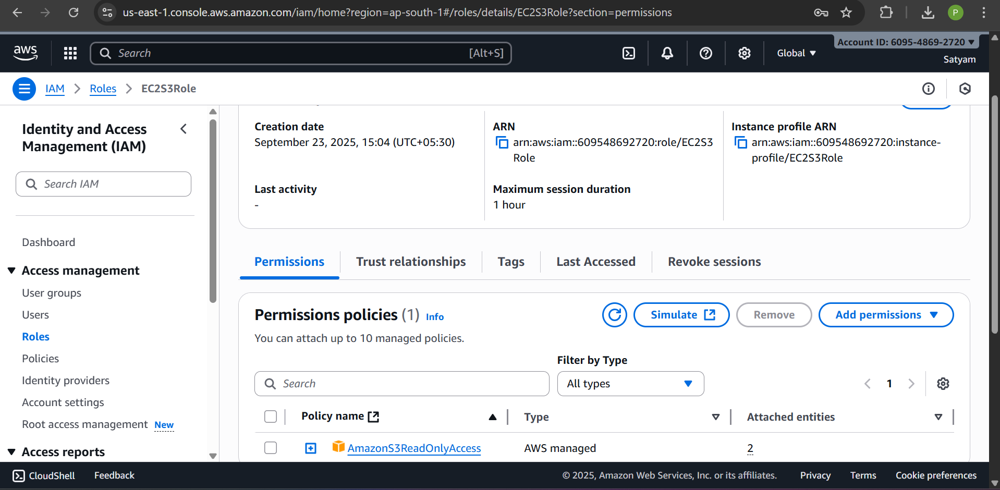 us-east-1.console.aws.amazon.com/iam/home?region=ap-south-1#/roles/details/EC2S3Role?section=permissions
P
aws
Search
[Alt+S]
Global
Account ID: 6095-4869-2720
Satyam
IAM
Roles
EC2S3Role
Identity and Access
Management (IAM)
Search IAM
Dashboard
Access management
User groups
Users
Roles
Policies
Identity providers
Account settings
Root access management New
Access reports
Creation date
September 23, 2025, 15:04 (UTC+05:30)
ARN
arn:aws:iam::609548692720:role/EC2S3
Role
Instance profile ARN
arn:aws:iam::609548692720:instance-
profile/EC2S3Role
Last activity
-
Maximum session duration
1 hour
Permissions
Trust relationships
Tags
Last Accessed
Revoke sessions
Permissions policies (1) Info
Simulate
Remove
Add permissions
You can attach up to 10 managed policies.
Filter by Type
Search
All types
1
Policy name
Type
Attached entities
AmazonS3ReadOnlyAccess
AWS managed
2
CloudShell
Feedback
© 2025, Amazon Web Services, Inc. or its affiliates.
Privacy
Terms
Cookie preferences